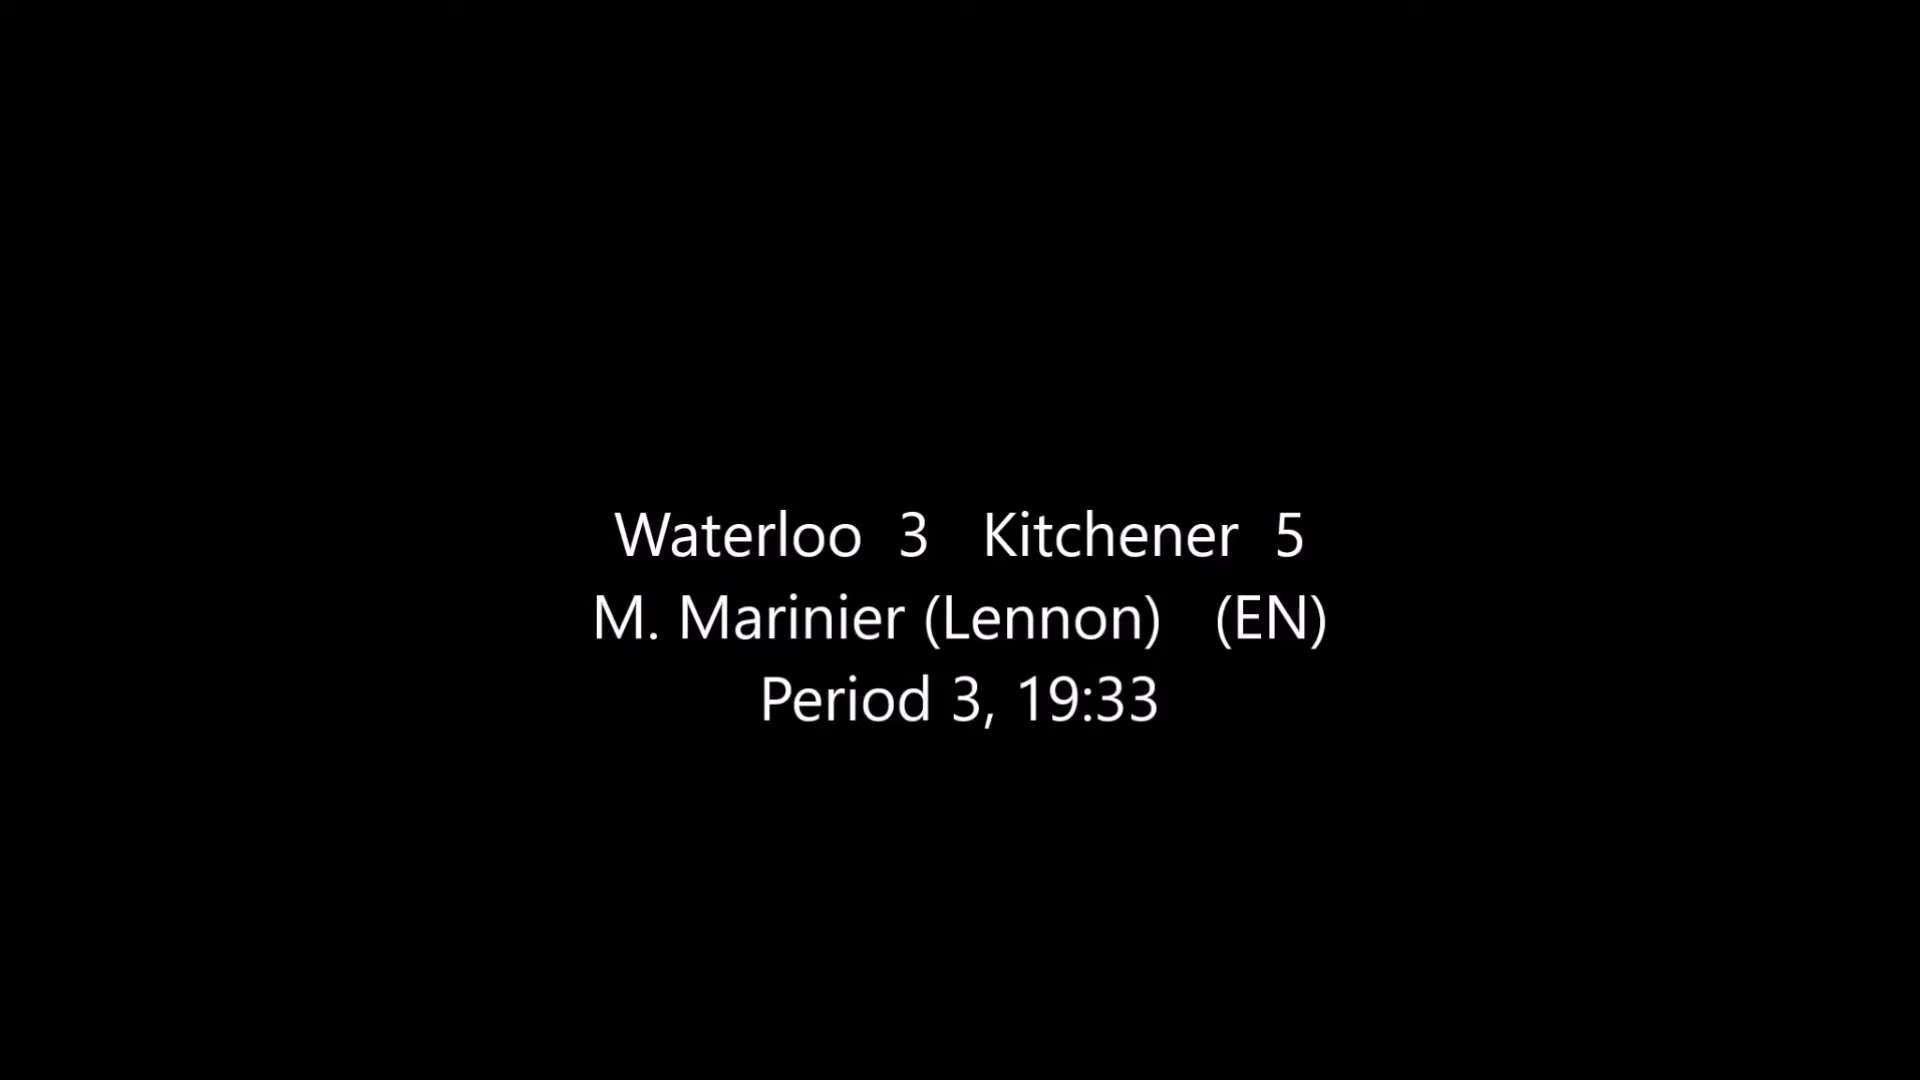 Waterloo  3   Kitchener  5
M. Marinier (Lennon)   (EN)
Period 3, 19:33